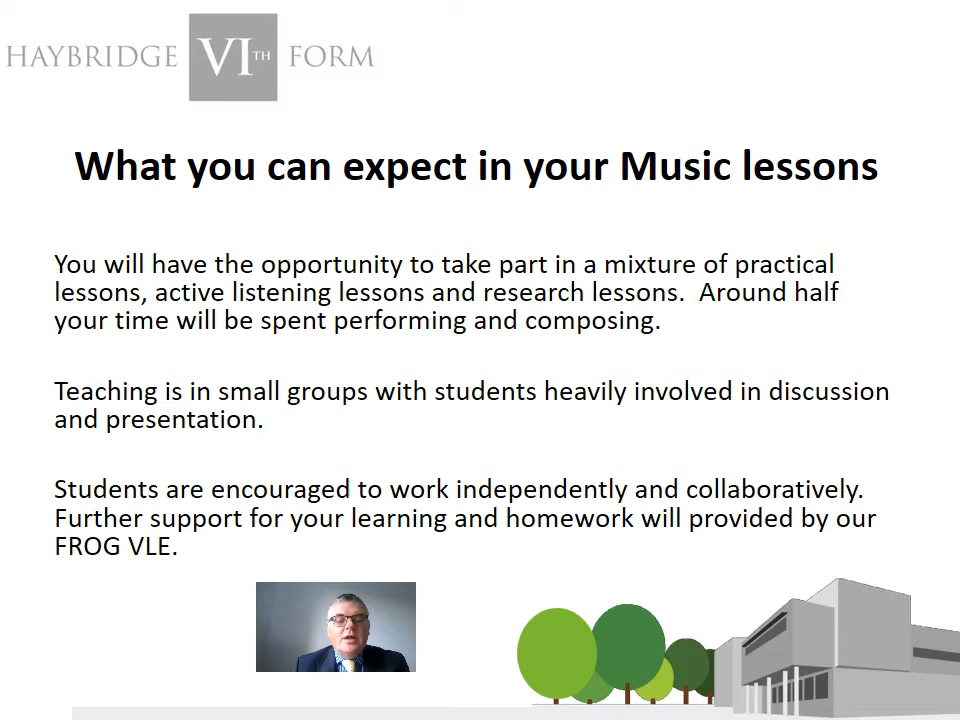 HAYBRIDGE VI TH FORM
What you can expect in your Music lessons
You will have the opportunity to take part in a mixture of practical
lessons, active listening lessons and research lessons.  Around half
your time will be spent performing and composing.
Teaching is in small groups with students heavily involved in discussion
and presentation.
Students are encouraged to work independently and collaboratively.
Further support for your learning and homework will provided by our
FROG VLE.